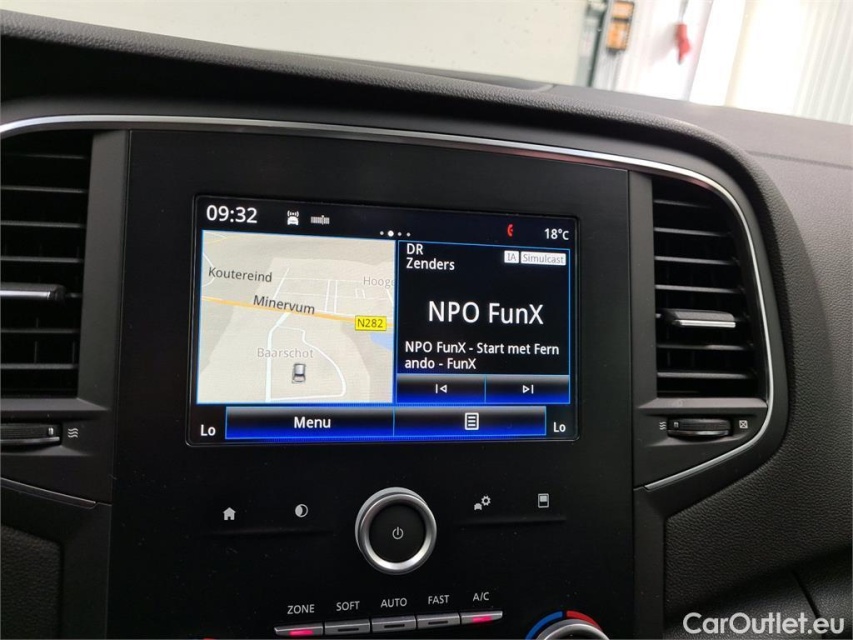 09:32
18°C
Koutereind
Hooge
Minervum
N282
Baarschot
DR
Zenders
IA Simulcast
NPO FunX
NPO FunX - Start met Fern
ando - FunX
Lo
Menu
Lo
ZONE SOFT AUTO FAST A/C
CarOutlet.eu